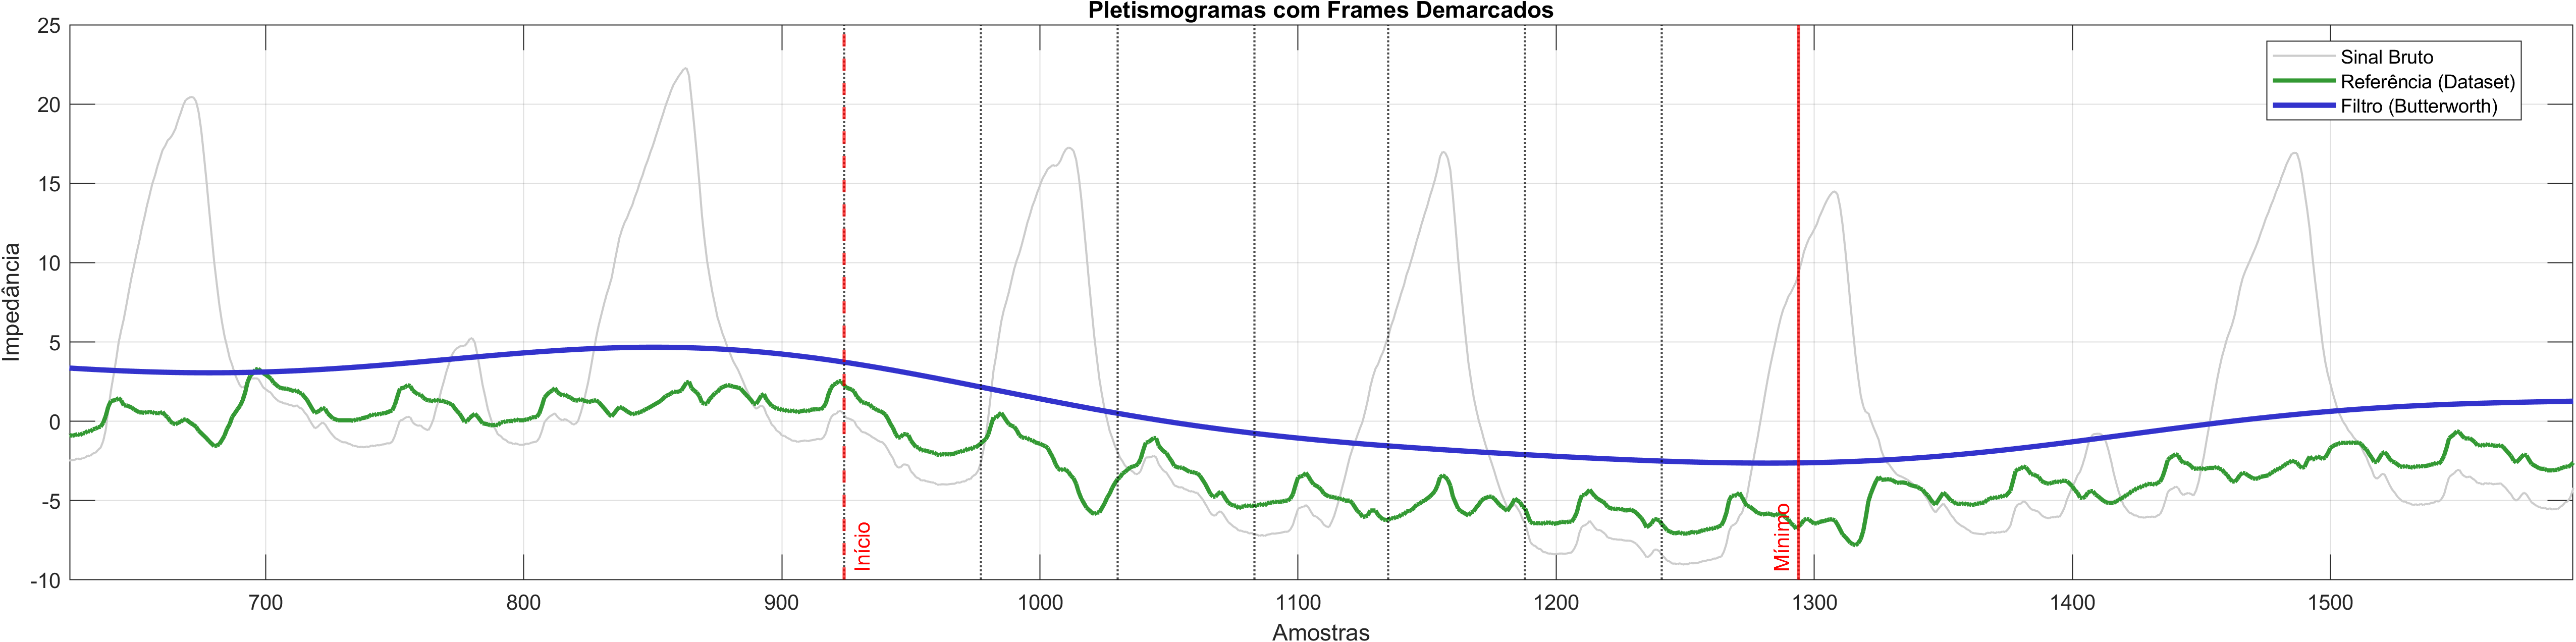 Pletismogramas com Frames Demarcados
25
20
15
10
5
0
-5
-10
Impedância
Sinal Bruto
Referência (Dataset)
Filtro (Butterworth)
Início
Mínimo
700
800
900
1000
1100
1200
1300
1400
1500
Amostras